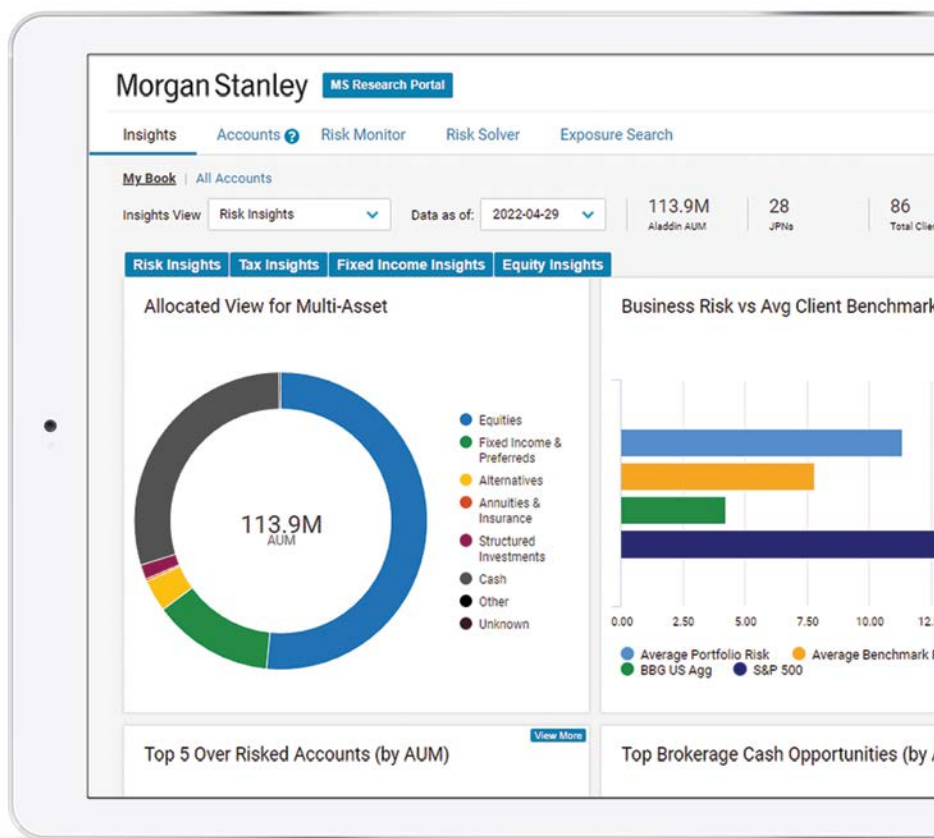 Morgan Stanley
MS Research Portal
Insights
Accounts ?
Risk Monitor
Risk Solver
Exposure Search
My Book | All Accounts
Insights View
Risk Insights
Data as of:
2022-04-29
113.9M
Aladdin AUM
28
JPNs
86
Total
Risk Insights
Tax Insights
Fixed Income Insights
Equity Insights
Allocated View for Multi-Asset
113.9M
AUM
Equities
Fixed Income &
Preferreds
Alternatives
Annuities &
Insurance
Structured
Investments
Cash
Other
Unknown
Business Risk vs Avg Client Benchmark
0.00 2.50 5.00 7.50 10.00 12.
Average Portfolio Risk
Average Benchmark
BBG US Agg
S&P 500
Top 5 Over Risked Accounts (by AUM)
View More
Top Brokerage Cash Opportunities (by